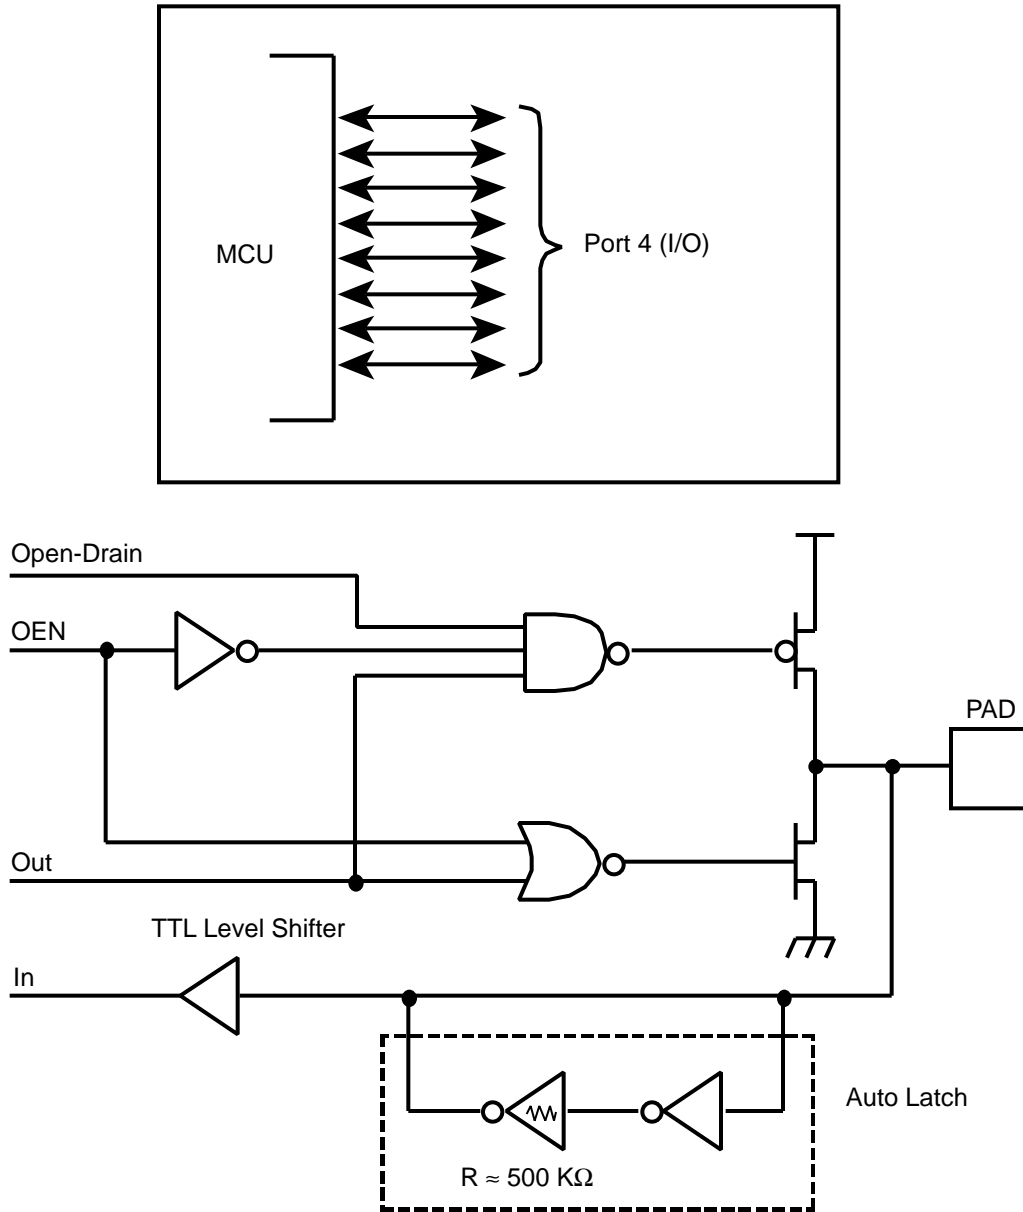 MCU
Port 4 (I/O)
Open-Drain
OEN
PAD
Out
TTL Level Shifter
In
Auto Latch
R ≈ 500 KΩ